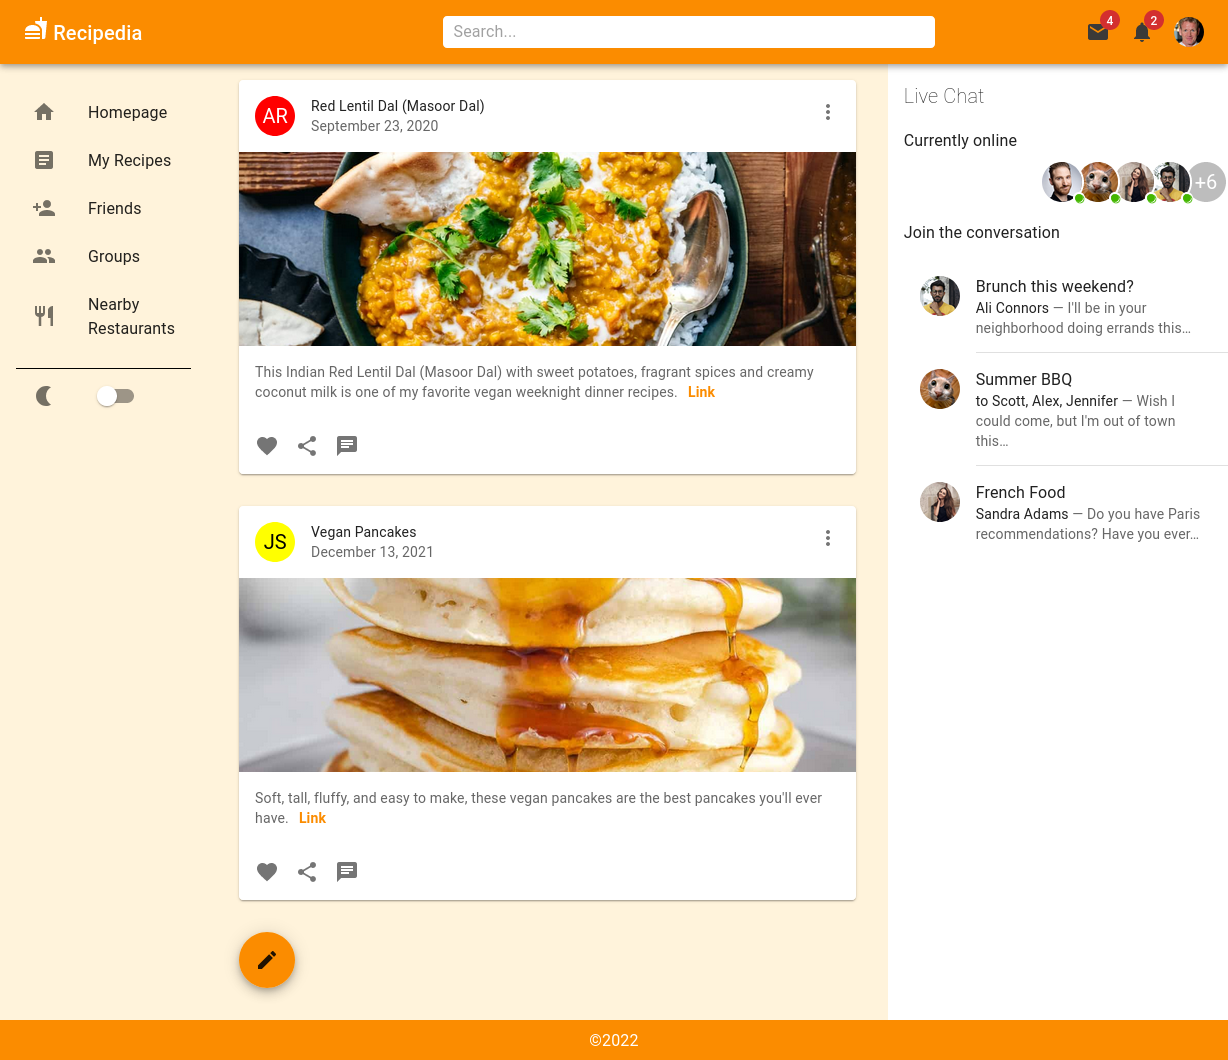 Recipedia
Search...
4
2
Homepage
My Recipes
Friends
Groups
Nearby
Restaurants
AR
Red Lentil Dal (Masoor Dal)
September 23, 2020
This Indian Red Lentil Dal (Masoor Dal) with sweet potatoes, fragrant spices and creamy
coconut milk is one of my favorite vegan weeknight dinner recipes. Link
JS
Vegan Pancakes
December 13, 2021
Soft, tall, fluffy, and easy to make, these vegan pancakes are the best pancakes you'll ever
have. Link
Live Chat
Currently online
+6
Join the conversation
Brunch this weekend?
Ali Connors — I'll be in your
neighborhood doing errands this…
Summer BBQ
to Scott, Alex, Jennifer — Wish I
could come, but I'm out of town
this…
French Food
Sandra Adams — Do you have Paris
recommendations? Have you ever…
©2022